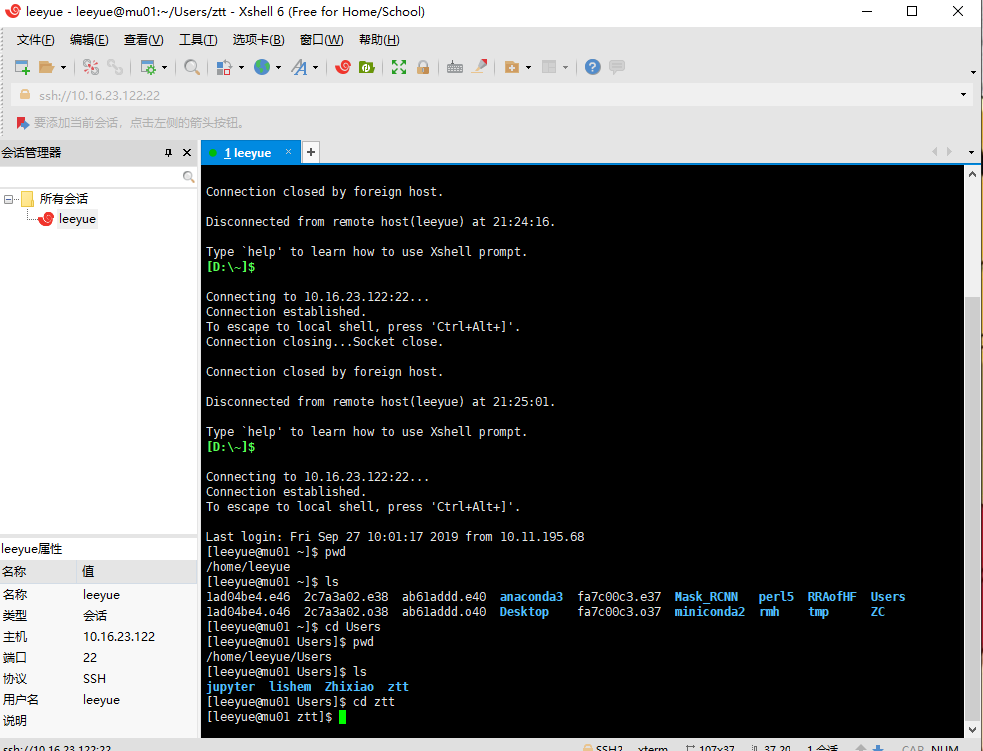 leeyue - leeyue@mu01:~/Users/ztt - Xshell 6 (Free for Home/School)
文件(F) 编辑(E) 查看(V) 工具(T) 选项卡(B) 窗口(W) 帮助(H)
ssh://10.16.23.122:22
要添加当前会话，点击左侧的箭头按钮。
会话管理器
所有会话
leeyue
leeyue属性
名称 值
名称 leeyue
类型 会话
主机 10.16.23.122
端口 22
协议 SSH
用户名 leeyue
说明
1 leeyue
Connection closed by foreign host.
Disconnected from remote host(leeyue) at 21:24:16.
Type `help' to learn how to use Xshell prompt.
[D:\~]$
Connecting to 10.16.23.122:22...
Connection established.
To escape to local shell, press 'Ctrl+Alt+]'.
Connection closing...Socket close.
Connection closed by foreign host.
Disconnected from remote host(leeyue) at 21:25:01.
Type `help' to learn how to use Xshell prompt.
[D:\~]$
Connecting to 10.16.23.122:22...
Connection established.
To escape to local shell, press 'Ctrl+Alt+]'.
Last login: Fri Sep 27 10:01:17 2019 from 10.11.195.68
[leeyue@mu01 ~]$ pwd
/home/leeyue
[leeyue@mu01 ~]$ ls
1ad04be4.e46 2c7a3a02.e38 ab61addd.e40 anaconda3 fa7c00c3.e37 Mask_RCNN perl5 RRAofHF Users
1ad04be4.o46 2c7a3a02.o38 ab61addd.o40 Desktop fa7c00c3.o37 miniconda2 rmh tmp ZC
[leeyue@mu01 ~]$ cd Users
[leeyue@mu01 Users]$ pwd
/home/leeyue/Users
[leeyue@mu01 Users]$ ls
jupyter lishem Zhixiao ztt
[leeyue@mu01 Users]$ cd ztt
[leeyue@mu01 ztt]$
ssh://10.16.23.122:22 SSH2 xterm 107x37 37,20 1 会话 CAP NUM